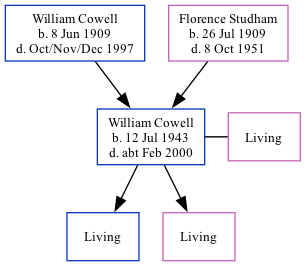 William Cowell
b. 8 Jun 1909
d. Oct/Nov/Dec 1997
Florence Studham
b. 26 Jul 1909
d. 8 Oct 1951
William Cowell
b. 12 Jul 1943
d. abt Feb 2000
Living
Living
Living